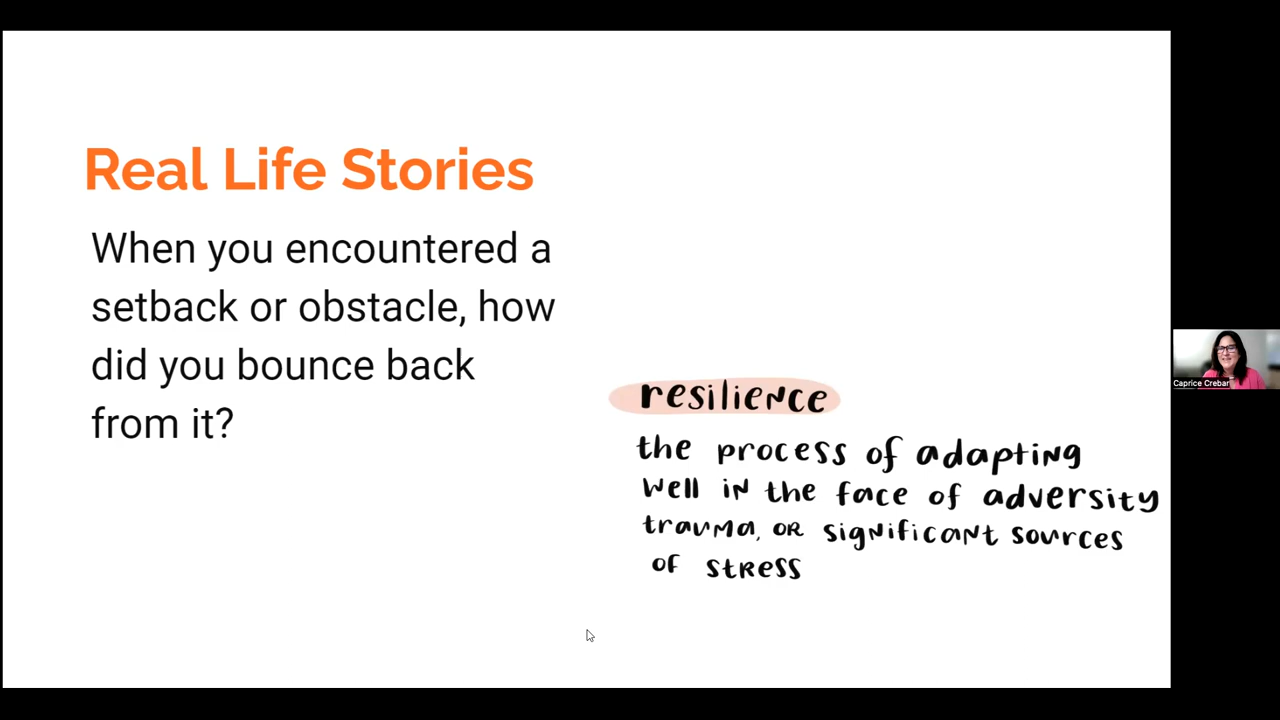 Real Life Stories
When you encountered a
setback or obstacle, how
did you bounce back
from it?
resilience
the process of adapting
well in the face of adversity
trauma, or significant sources
of stress
Caprice Crebar